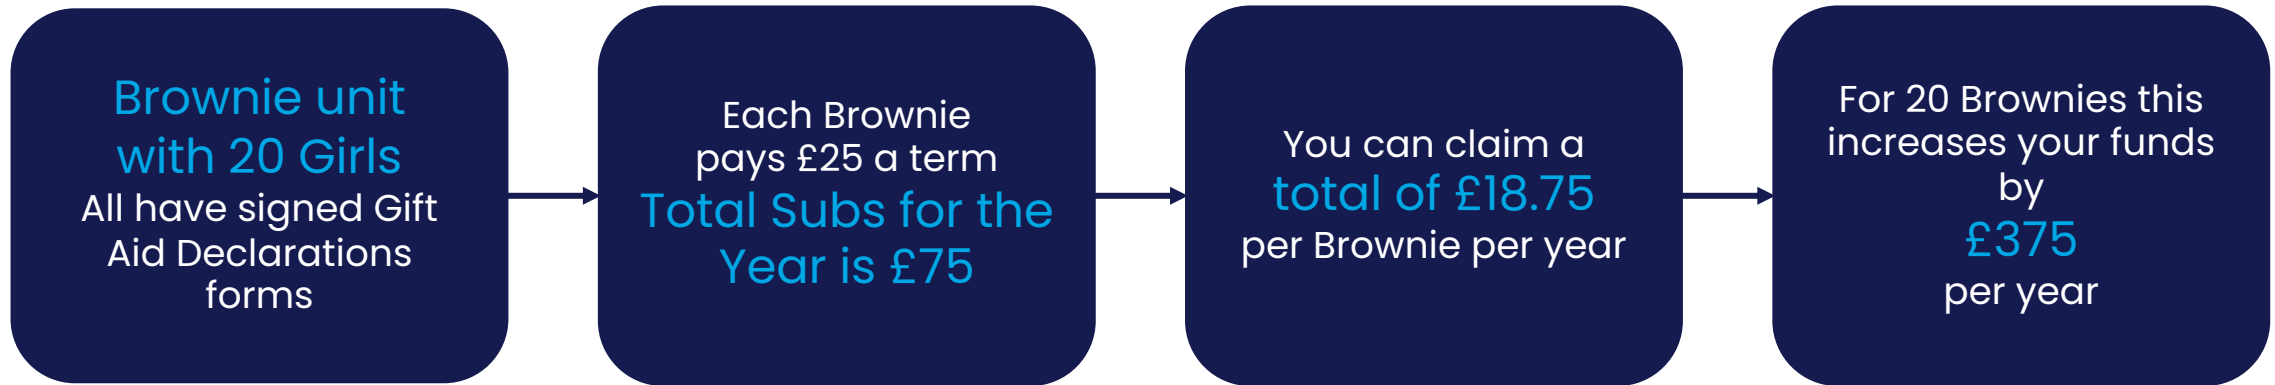 Brownie unit
with 20 Girls
All have signed Gift
Aid Declarations
forms
Each Brownie
pays £25 a term
Total Subs for the
Year is £75
You can claim a
total of £18.75
per Brownie per year
For 20 Brownies this
increases your funds
by
£375
per year